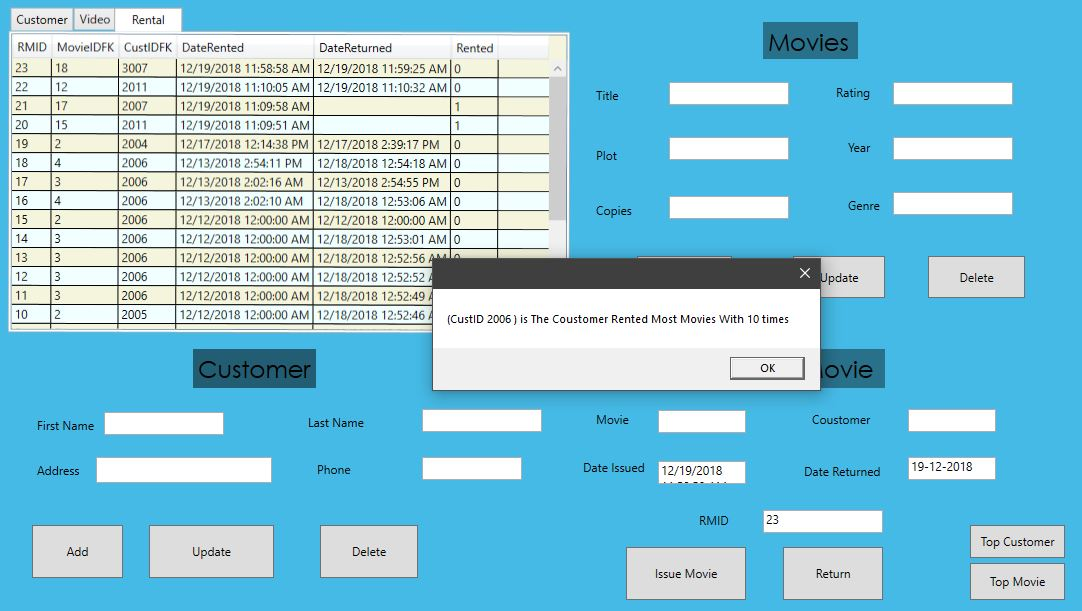 Customer Video Rental
RMID MovieIDFK CustIDFK DateRented DateReturned Rented
23 18 3007 12/19/2018 11:58:58 AM 12/19/2018 11:59:25 AM 0
22 12 2011 12/19/2018 11:10:05 AM 12/19/2018 11:10:32 AM 0
21 17 2007 12/19/2018 11:09:58 AM 1
20 15 2011 12/19/2018 11:09:51 AM 1
19 2 2004 12/17/2018 12:14:38 PM 12/17/2018 2:39:17 PM 0
18 4 2006 12/13/2018 2:54:11 PM 12/18/2018 12:54:18 AM 0
17 3 2006 12/13/2018 2:02:16 AM 12/13/2018 2:54:55 PM 0
16 4 2006 12/13/2018 2:02:10 AM 12/18/2018 12:53:06 AM 0
15 2 2006 12/12/2018 12:00:00 AM 12/12/2018 12:00:00 AM 0
14 3 2006 12/12/2018 12:00:00 AM 12/18/2018 12:53:01 AM 0
13 3 2006 12/12/2018 12:00:00 AM 12/18/2018 12:52:56
12 3 2006 12/12/2018 12:00:00 AM 12/18/2018 12:52:52
11 3 2006 12/12/2018 12:00:00 AM 12/18/2018 12:52:49
10 2 2005 12/12/2018 12:00:00 AM 12/18/2018 12:52:46
Movies
Title Rating
Plot Year
Copies Genre
Update Delete
(CustID 2006 ) is The Coustomer Rented Most Movies With 10 times
OK
Customer
First Name Last Name
Address Phone
Add Update Delete
Movie Coustomer
Date Issued 12/19/2018 Date Returned 19-12-2018
RMID 23
Issue Movie Return
Top Customer
Top Movie